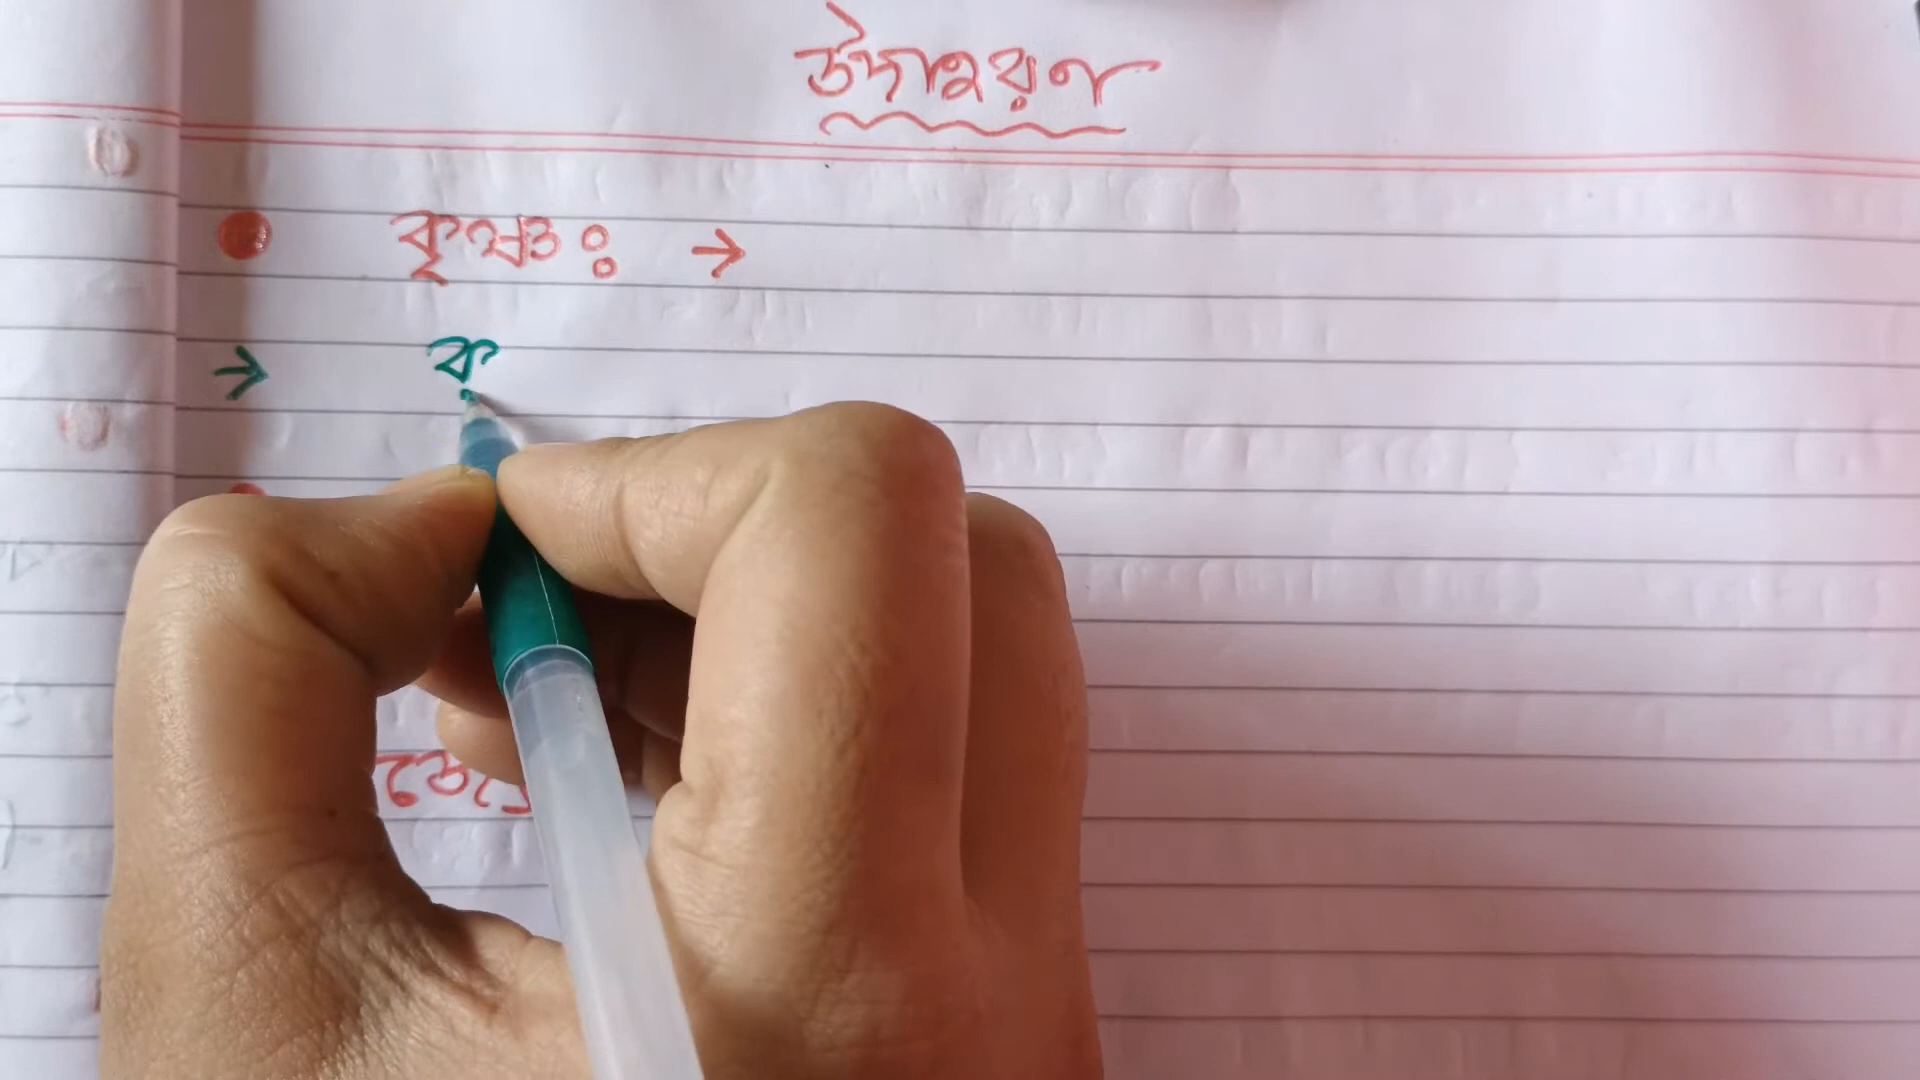 উদাহরণ
কৃষ্ণঃ →
→ ক